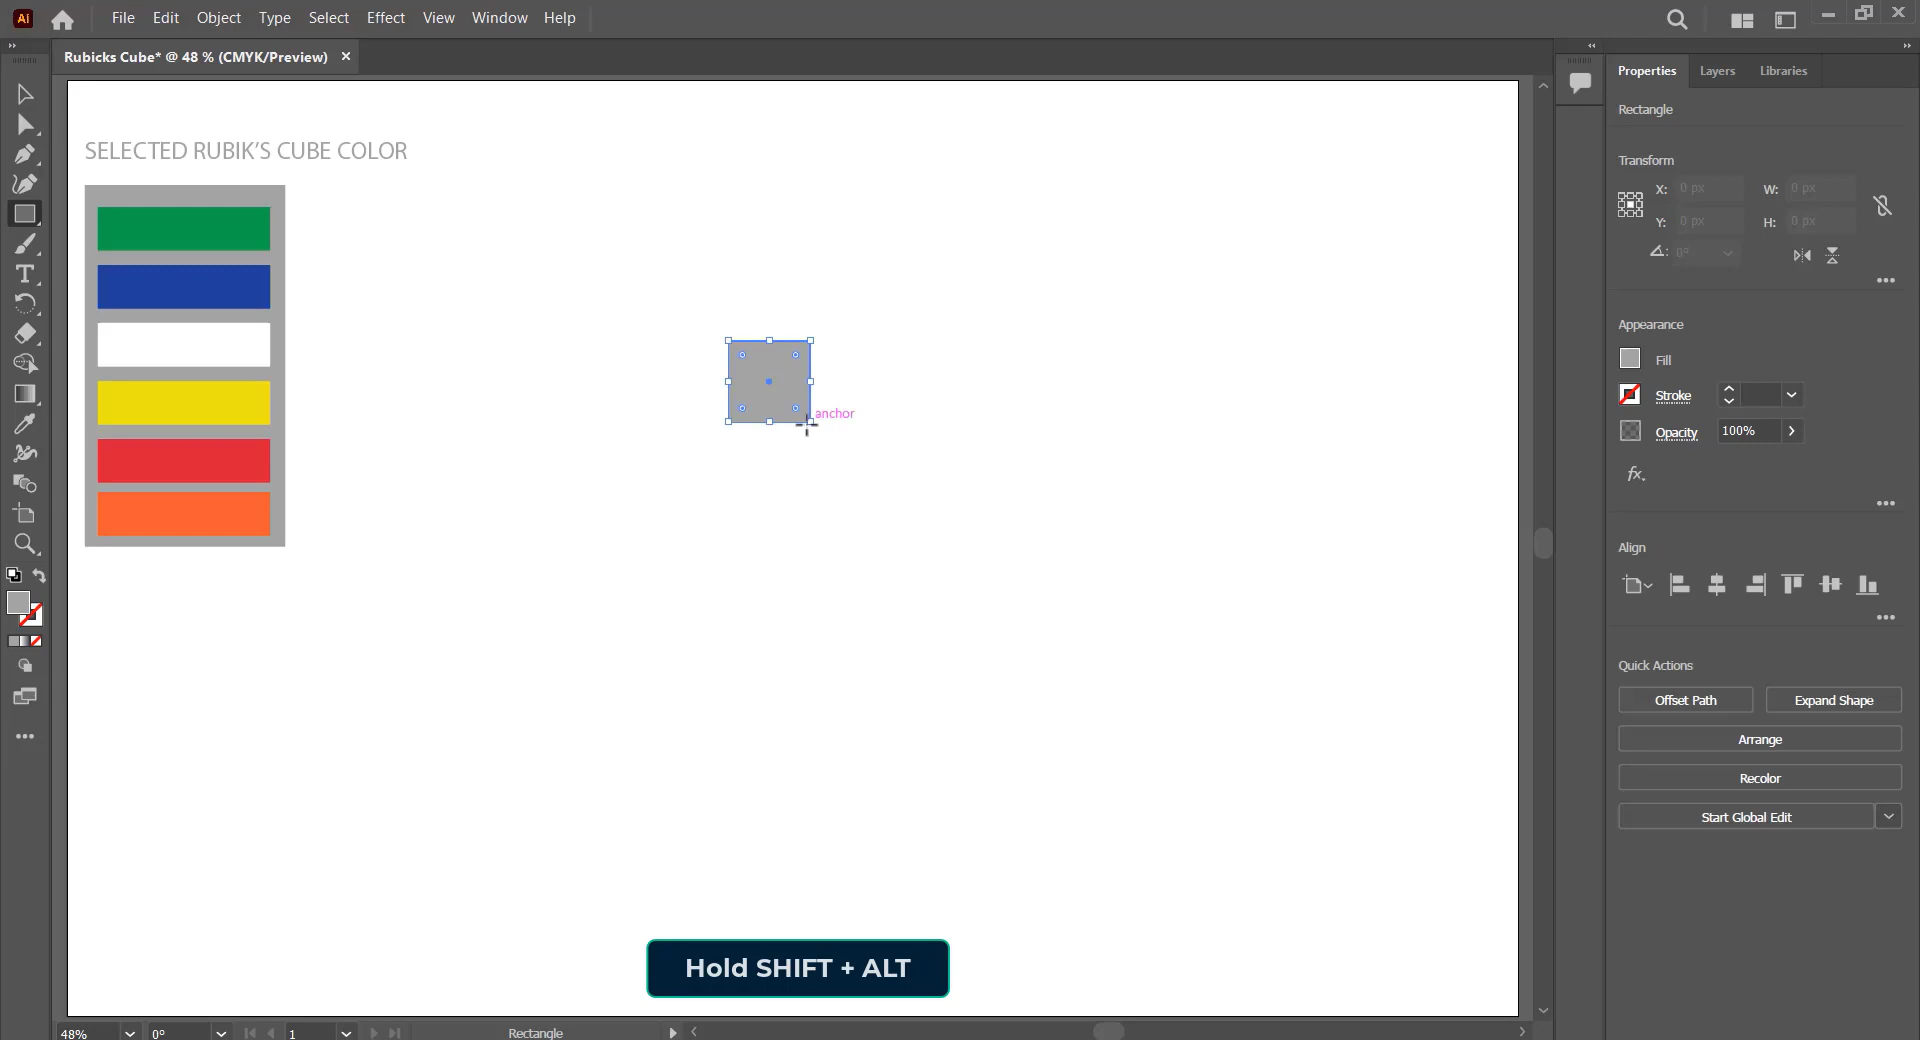 Ai
File Edit Object Type Select Effect View Window Help
Rubicks Cube* @ 48 % (CMYK/Preview)
Properties Layers Libraries
Rectangle
SELECTED RUBIK’S CUBE COLOR
Transform
X: 0 px W: 0 px
Y: 0 px H: 0 px
0°
Appearance
Fill
Stroke
anchor
Opacity 100%
fx.
Align
Quick Actions
Offset Path Expand Shape
Arrange
Recolor
Start Global Edit
Hold SHIFT + ALT
48% 0° 1 Rectangle